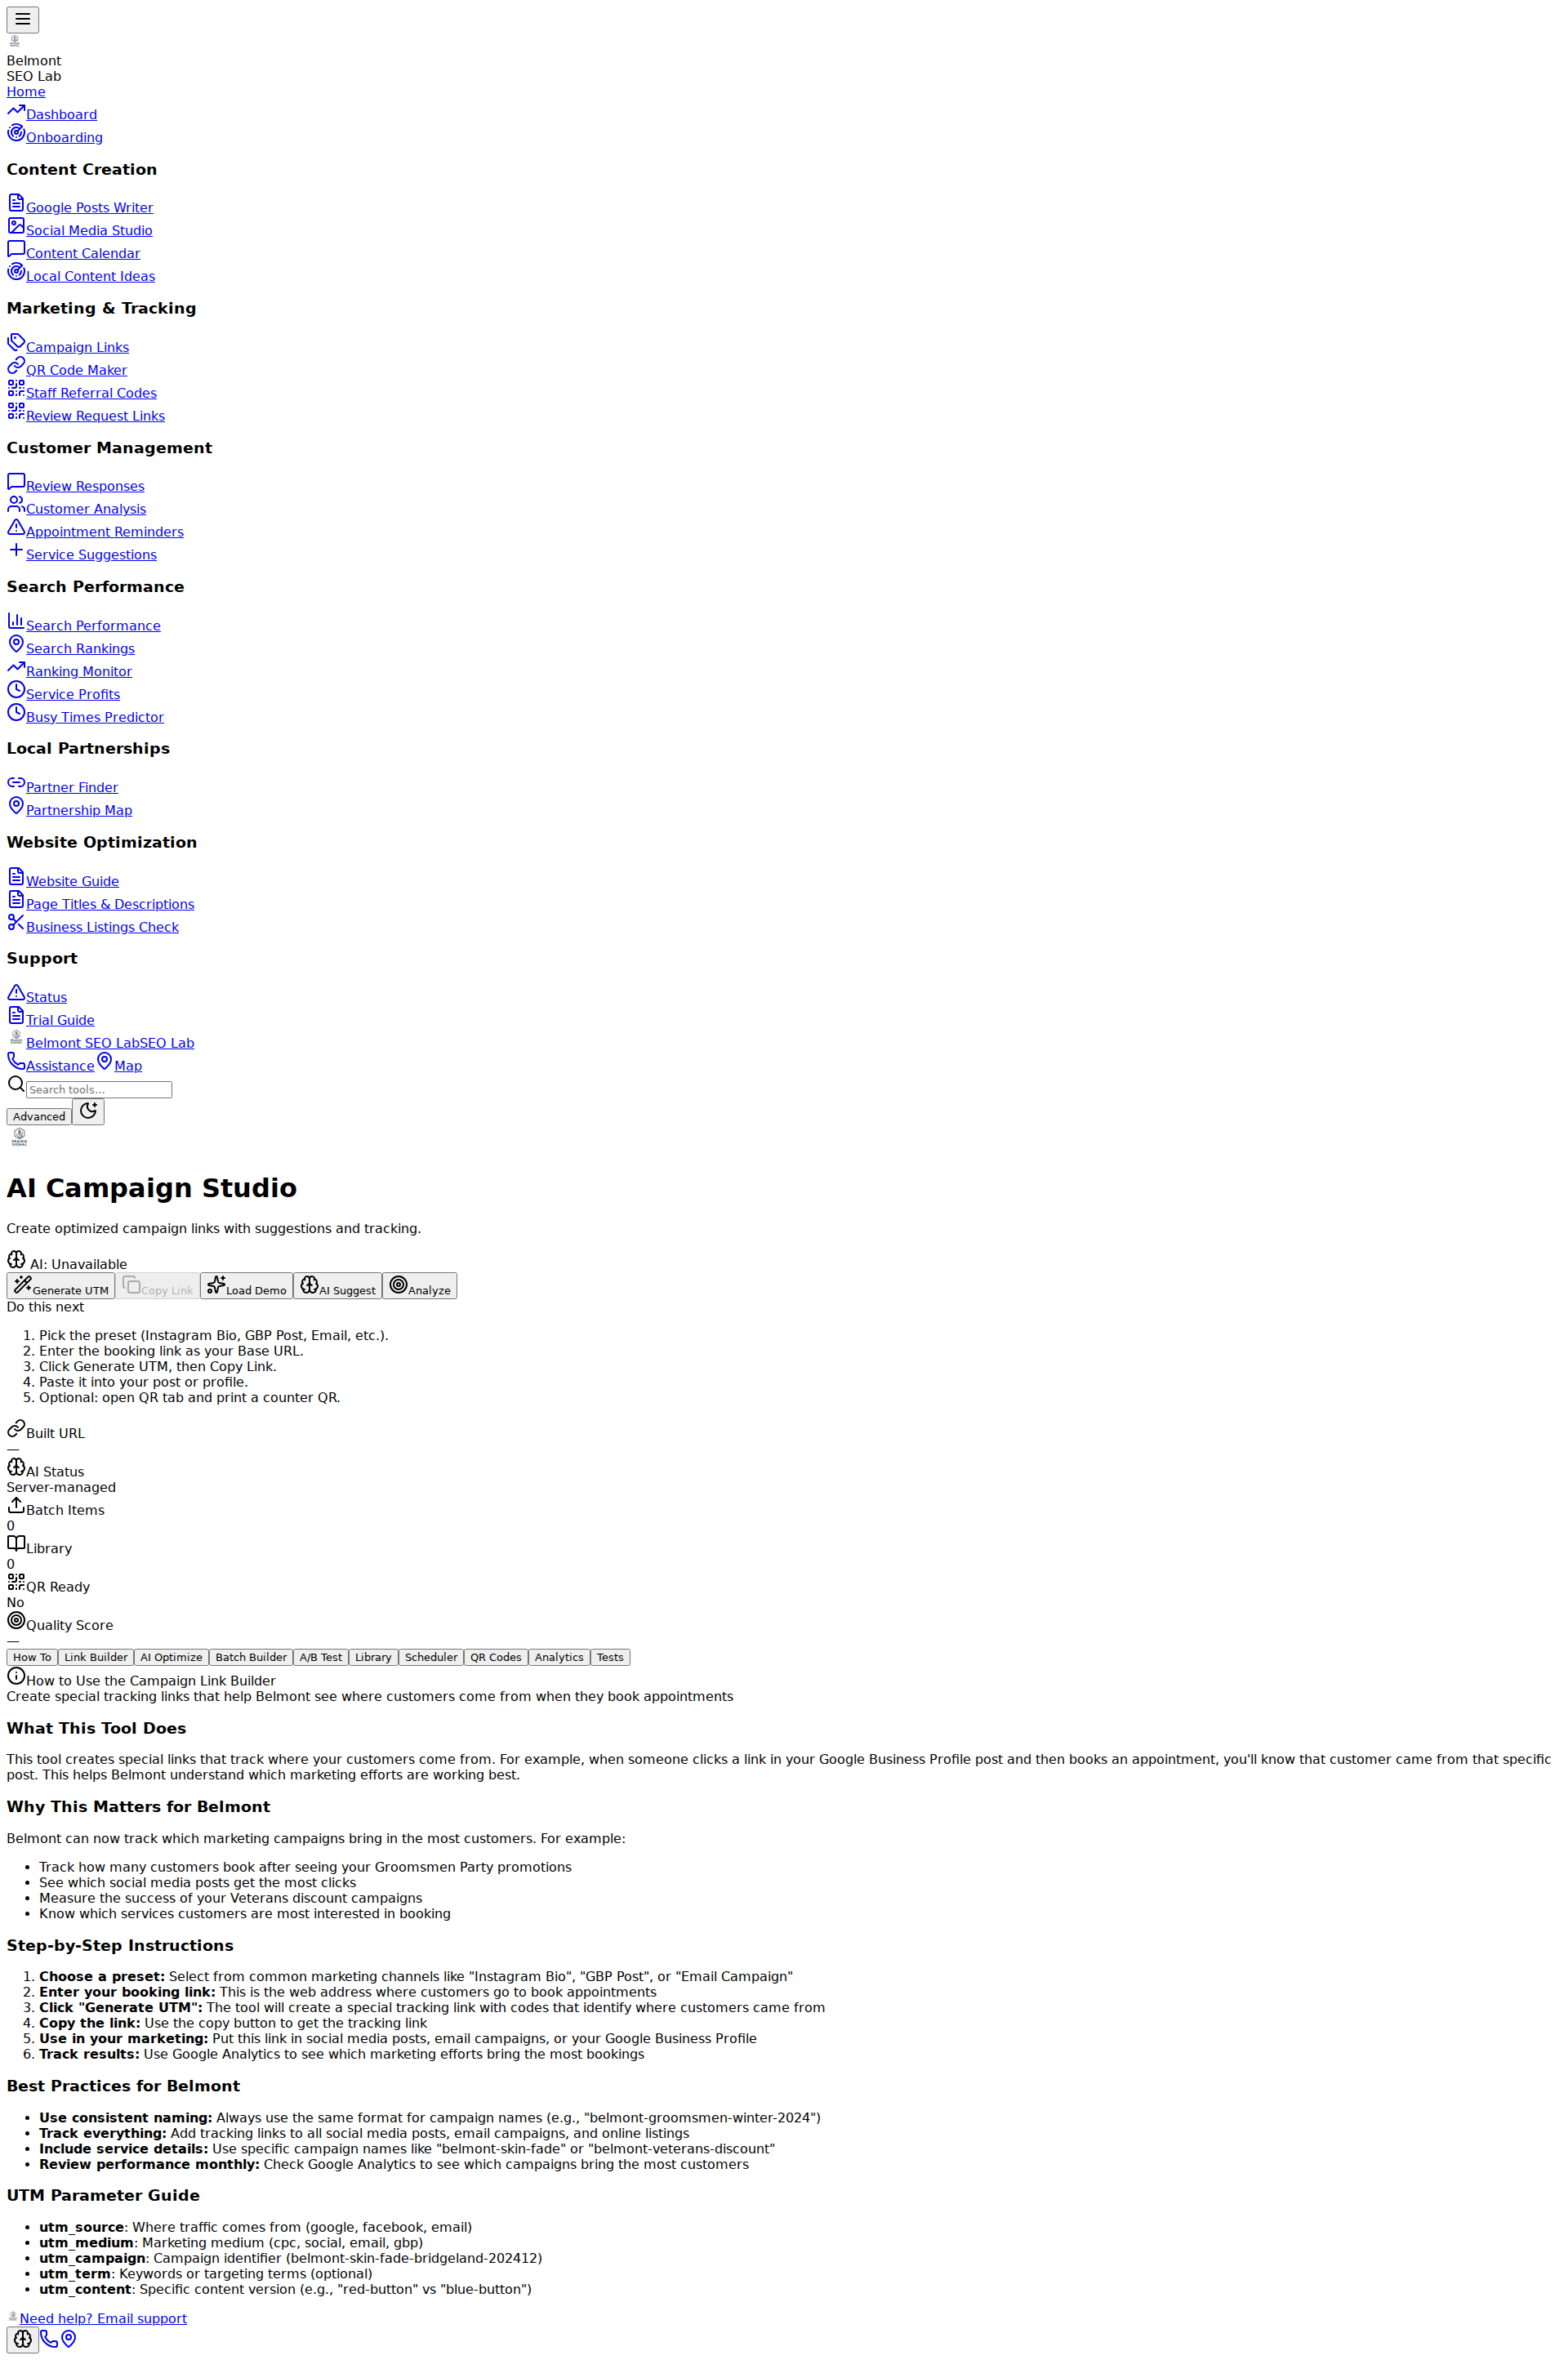 Belmont
SEO Lab
Home
Dashboard
Onboarding
Content Creation
Google Posts Writer
Social Media Studio
Content Calendar
Local Content Ideas
Marketing & Tracking
Campaign Links
QR Code Maker
Staff Referral Codes
Review Request Links
Customer Management
Review Responses
Customer Analysis
Appointment Reminders
Service Suggestions
Search Performance
Search Performance
Search Rankings
Ranking Monitor
Service Profits
Busy Times Predictor
Local Partnerships
Partner Finder
Partnership Map
Website Optimization
Website Guide
Page Titles & Descriptions
Business Listings Check
Support
Status
Trial Guide
Belmont SEO LabSEO Lab
Assistance Map
Search tools...
Advanced
AI Campaign Studio
Create optimized campaign links with suggestions and tracking.
AI: Unavailable
Generate UTM Copy Link Load Demo AI Suggest Analyze
Do this next
1. Pick the preset (Instagram Bio, GBP Post, Email, etc.).
2. Enter the booking link as your Base URL.
3. Click Generate UTM, then Copy Link.
4. Paste it into your post or profile.
5. Optional: open QR tab and print a counter QR.
Built URL
—
AI Status
Server-managed
Batch Items
0
Library
0
QR Ready
No
Quality Score
—
How To Link Builder AI Optimize Batch Builder A/B Test Library Scheduler QR Codes Analytics Tests
How to Use the Campaign Link Builder
Create special tracking links that help Belmont see where customers come from when they book appointments
What This Tool Does
This tool creates special links that track where your customers come from. For example, when someone clicks a link in your Google Business Profile post and then books an appointment, you'll know that customer came from that specific
post. This helps Belmont understand which marketing efforts are working best.
Why This Matters for Belmont
Belmont can now track which marketing campaigns bring in the most customers. For example:
• Track how many customers book after seeing your Groomsmen Party promotions
• See which social media posts get the most clicks
• Measure the success of your Veterans discount campaigns
• Know which services customers are most interested in booking
Step-by-Step Instructions
1. Choose a preset: Select from common marketing channels like "Instagram Bio", "GBP Post", or "Email Campaign"
2. Enter your booking link: This is the web address where customers go to book appointments
3. Click "Generate UTM": The tool will create a special tracking link with codes that identify where customers came from
4. Copy the link: Use the copy button to get the tracking link
5. Use in your marketing: Put this link in social media posts, email campaigns, or your Google Business Profile
6. Track results: Use Google Analytics to see which marketing efforts bring the most bookings
Best Practices for Belmont
• Use consistent naming: Always use the same format for campaign names (e.g., "belmont-groomsmen-winter-2024")
• Track everything: Add tracking links to all social media posts, email campaigns, and online listings
• Include service details: Use specific campaign names like "belmont-skin-fade" or "belmont-veterans-discount"
• Review performance monthly: Check Google Analytics to see which campaigns bring the most customers
UTM Parameter Guide
• utm_source: Where traffic comes from (google, facebook, email)
• utm_medium: Marketing medium (cpc, social, email, gbp)
• utm_campaign: Campaign identifier (belmont-skin-fade-bridgeland-202412)
• utm_term: Keywords or targeting terms (optional)
• utm_content: Specific content version (e.g., "red-button" vs "blue-button")
Need help? Email support